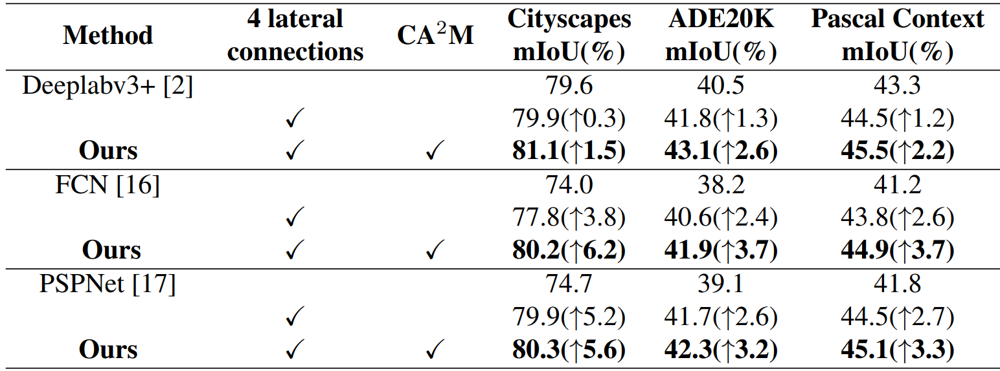 Method 4 lateral connections CA²M Cityscapes mIoU(%) ADE20K mIoU(%) Pascal Context mIoU(%)
Deeplabv3+ [2] 79.6 40.5 43.3
✓ 79.9(↑0.3) 41.8(↑1.3) 44.5(↑1.2)
Ours ✓ ✓ 81.1(↑1.5) 43.1(↑2.6) 45.5(↑2.2)
FCN [16] 74.0 38.2 41.2
✓ 77.8(↑3.8) 40.6(↑2.4) 43.8(↑2.6)
Ours ✓ ✓ 80.2(↑6.2) 41.9(↑3.7) 44.9(↑3.7)
PSPNet [17] 74.7 39.1 41.8
✓ 79.9(↑5.2) 41.7(↑2.6) 44.5(↑2.7)
Ours ✓ ✓ 80.3(↑5.6) 42.3(↑3.2) 45.1(↑3.3)